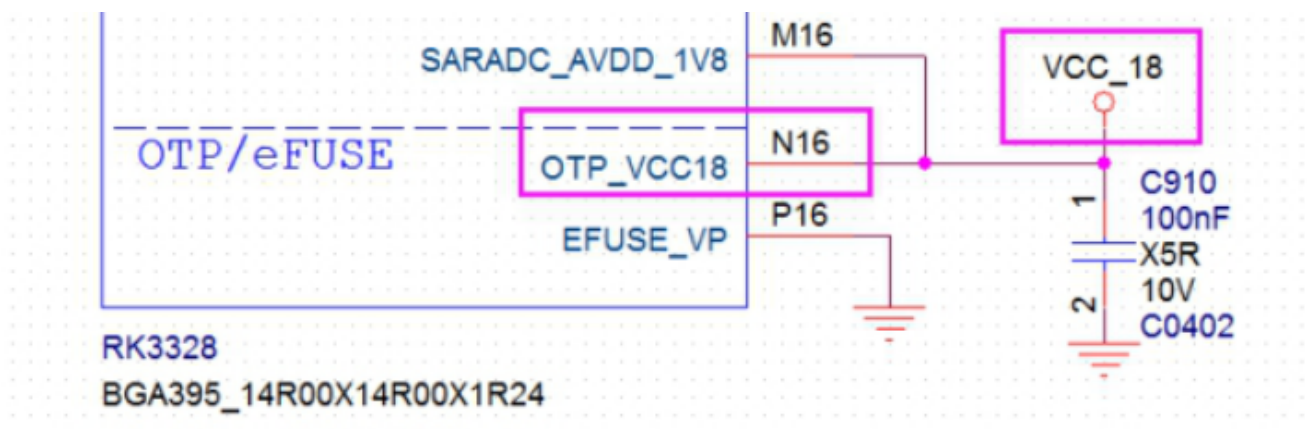 SARADC_AVDD_1V8
M16
VCC_18
OTP/eFUSE
OTP_VCC18
N16
EFUSE_VP
P16
1
C910
100nF
X5R
10V
C0402
2
RK3328
BGA395_14R00X14R00X1R24